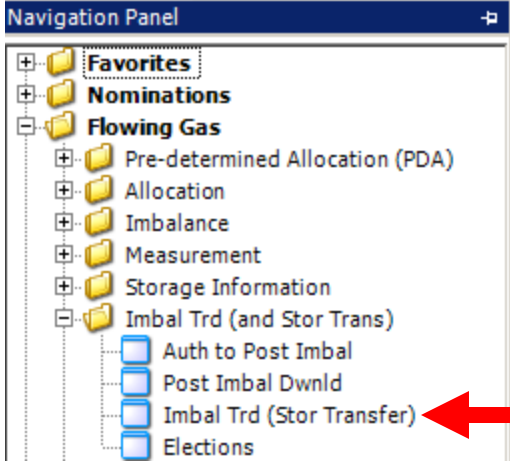 Navigation Panel
Favorites
Nominations
Flowing Gas
Pre-determined Allocation (PDA)
Allocation
Imbalance
Measurement
Storage Information
Imbal Trd (and Stor Trans)
Auth to Post Imbal
Post Imbal Dwnld
Imbal Trd (Stor Transfer)
Elections